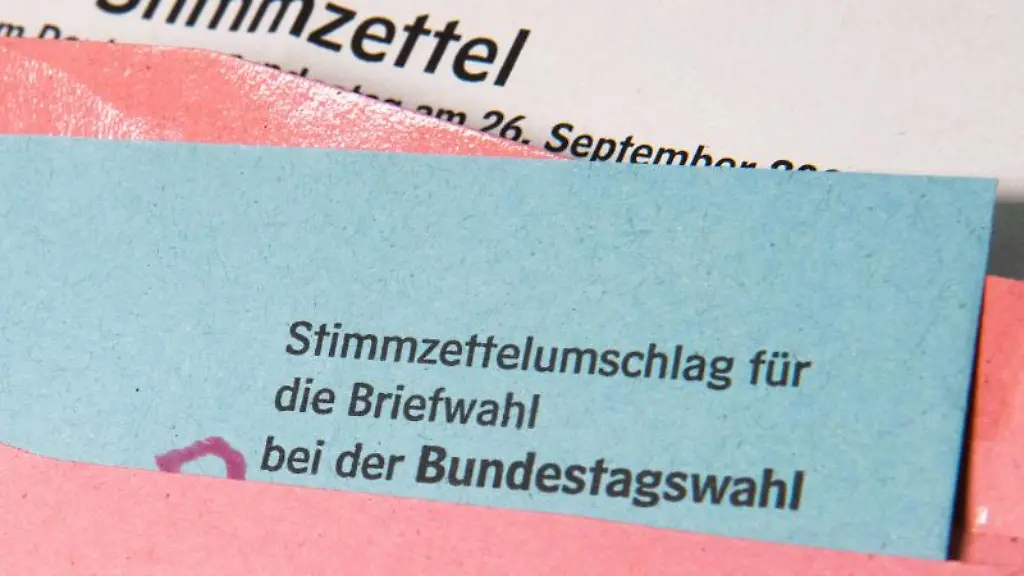 Stimmzettel
am 26. September
Stimmzettelumschlag für
die Briefwahl
bei der Bundestagswahl